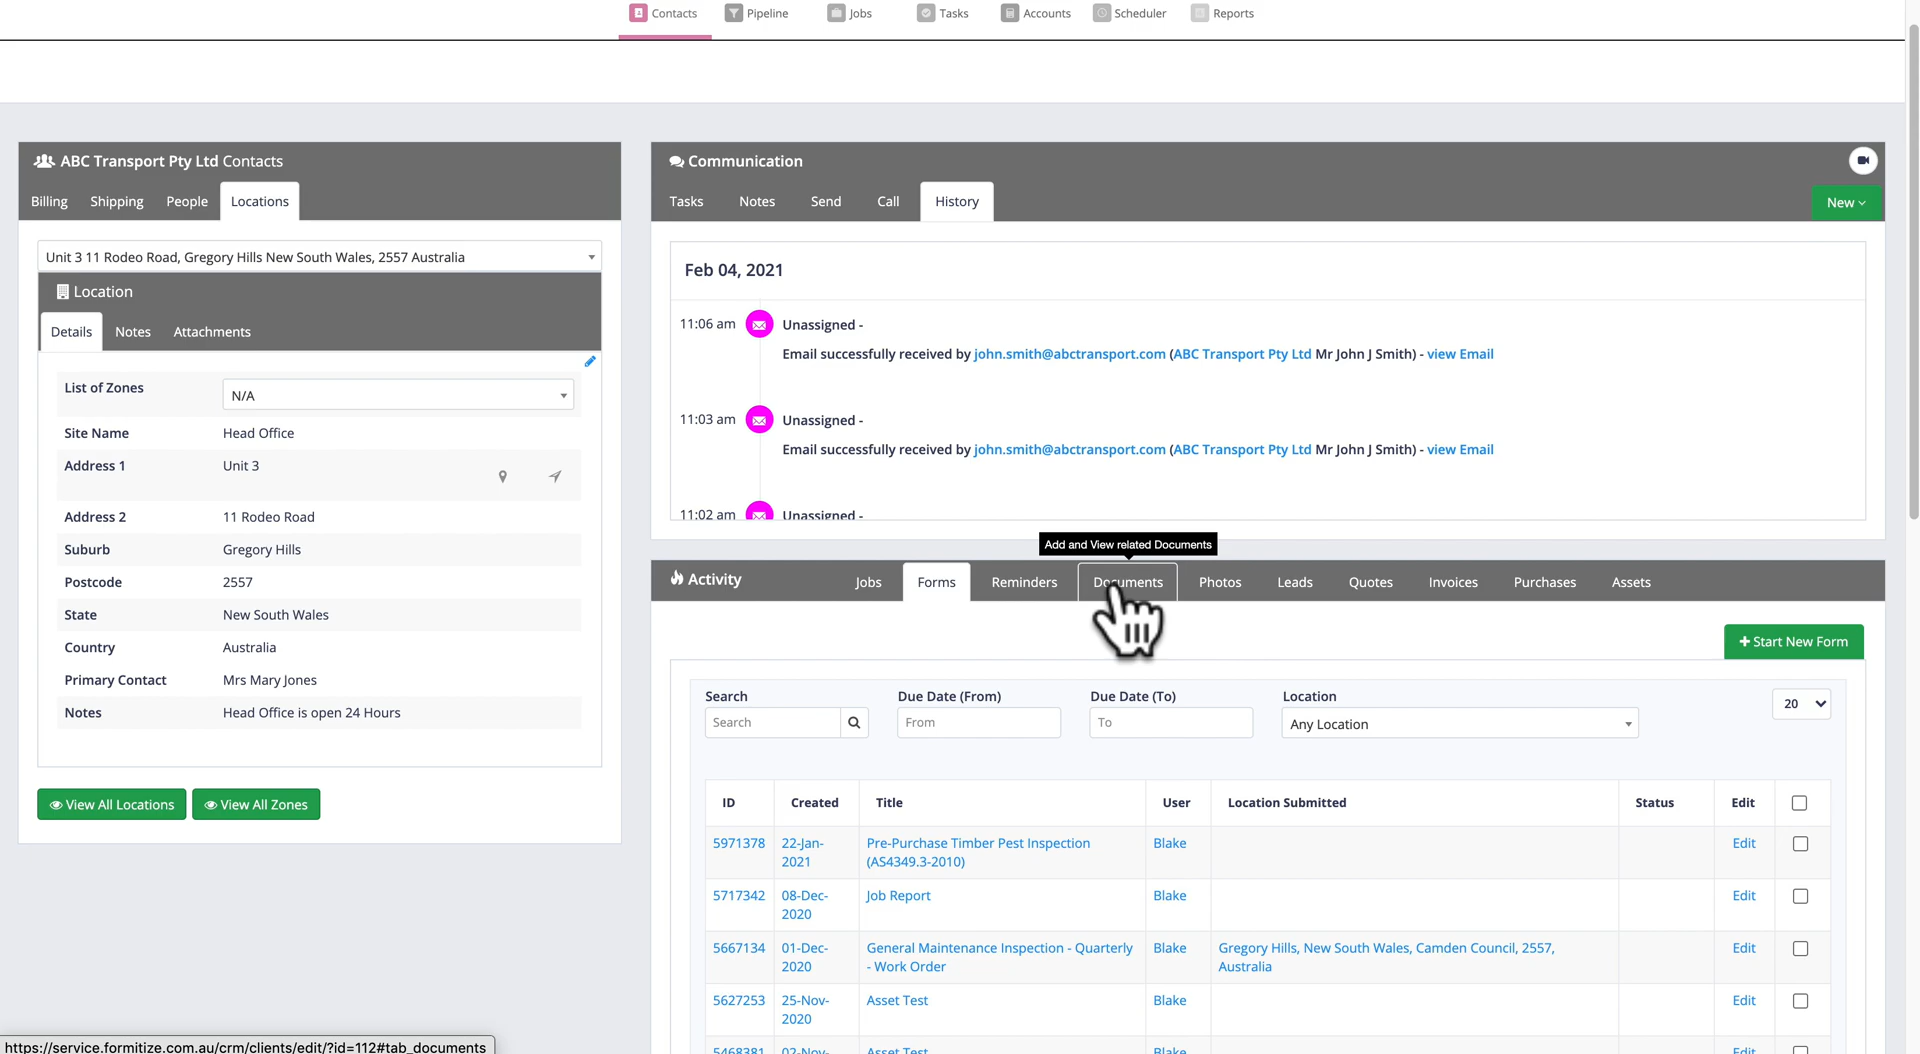 Contacts Pipeline Jobs Tasks Accounts Scheduler Reports
ABC Transport Pty Ltd Contacts
Billing Shipping People Locations
Unit 3 11 Rodeo Road, Gregory Hills New South Wales, 2557 Australia
Location
Details Notes Attachments
List of Zones N/A
Site Name Head Office
Address 1 Unit 3
Address 2 11 Rodeo Road
Suburb Gregory Hills
Postcode 2557
State New South Wales
Country Australia
Primary Contact Mrs Mary Jones
Notes Head Office is open 24 Hours
View All Locations View All Zones
Communication
Tasks Notes Send Call History New
Feb 04, 2021
11:06 am Unassigned -
Email successfully received by john.smith@abctransport.com (ABC Transport Pty Ltd Mr John J Smith) - view Email
11:03 am Unassigned -
Email successfully received by john.smith@abctransport.com (ABC Transport Pty Ltd Mr John J Smith) - view Email
11:02 am Unassigned -
Add and View related Documents
Activity Jobs Forms Reminders Documents Photos Leads Quotes Invoices Purchases Assets
+ Start New Form
Search Due Date (From) Due Date (To) Location
Search From To Any Location 20
ID Created Title User Location Submitted Status Edit
5971378 22-Jan- Pre-Purchase Timber Pest Inspection Blake Edit
2021 (AS4349.3-2010)
5717342 08-Dec- Job Report Blake Edit
2020
5667134 01-Dec- General Maintenance Inspection - Quarterly Blake Gregory Hills, New South Wales, Camden Council, 2557, Edit
2020 - Work Order Australia
5627253 25-Nov- Asset Test Blake Edit
2020
5468381 02-Nov- Asset Test Blake Edit
https://service.formitize.com.au/crm/clients/edit/?id=112#tab_documents